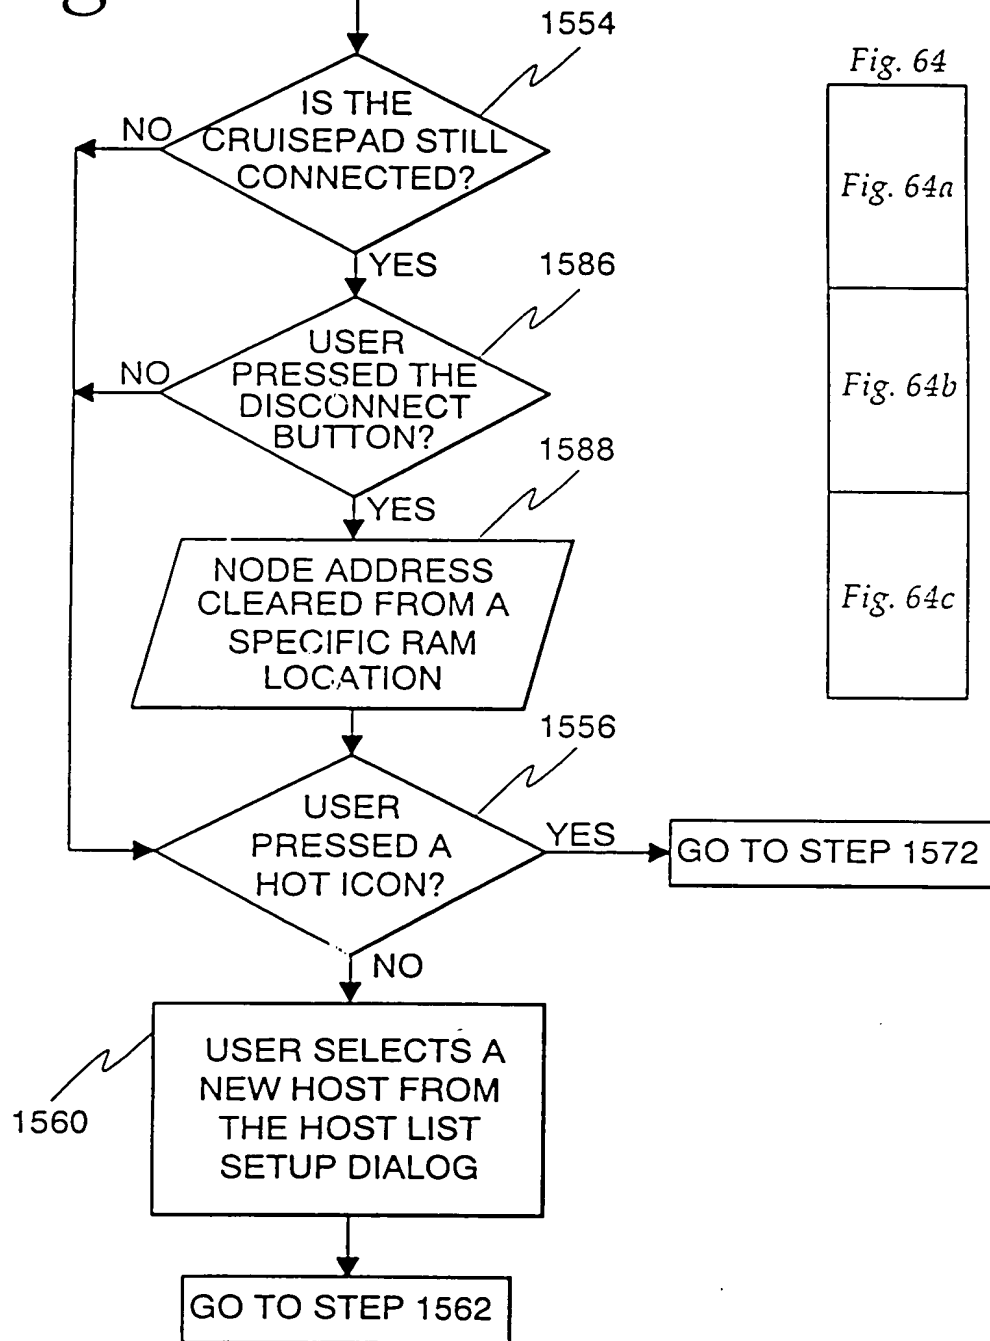 1554
IS THE
CRUISEPAD STILL
CONNECTED?
NO
YES
1586
USER
PRESSED THE
DISCONNECT
BUTTON?
NO
YES
1588
NODE ADDRESS
CLEARED FROM A
SPECIFIC RAM
LOCATION
1556
USER
PRESSED A
HOT ICON?
YES
GO TO STEP 1572
NO
1560
USER SELECTS A
NEW HOST FROM
THE HOST LIST
SETUP DIALOG
GO TO STEP 1562
Fig. 64
Fig. 64a
Fig. 64b
Fig. 64c